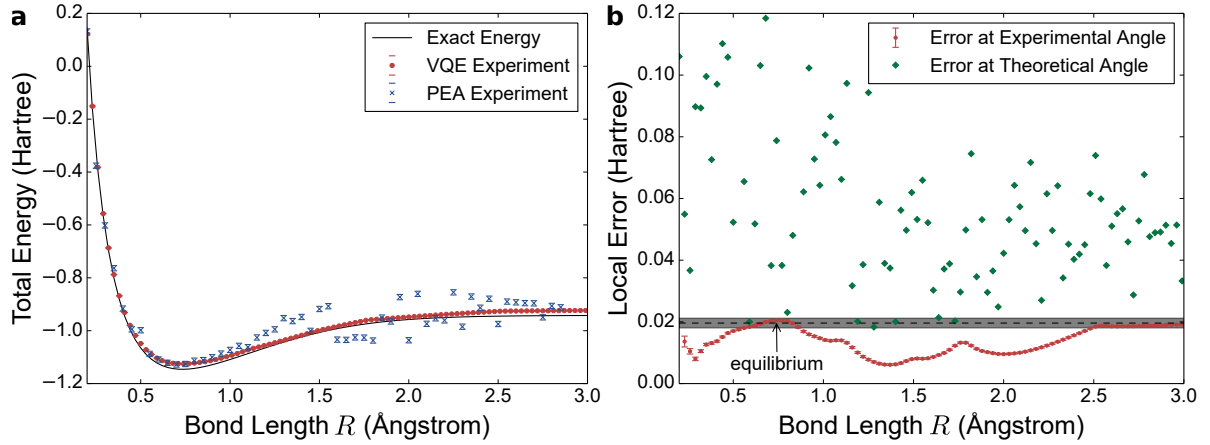 a
Total Energy (Hartree)
0.2
0.0
−0.2
−0.4
−0.6
−0.8
−1.0
−1.2
Exact Energy
VQE Experiment
PEA Experiment
0.5
1.0
1.5
2.0
2.5
3.0
Bond Length R (Ångstrom)
b
Local Error (Hartree)
0.12
0.10
0.08
0.06
0.04
0.02
0.00
Error at Experimental Angle
Error at Theoretical Angle
equilibrium
0.5
1.0
1.5
2.0
2.5
3.0
Bond Length R (Ångstrom)